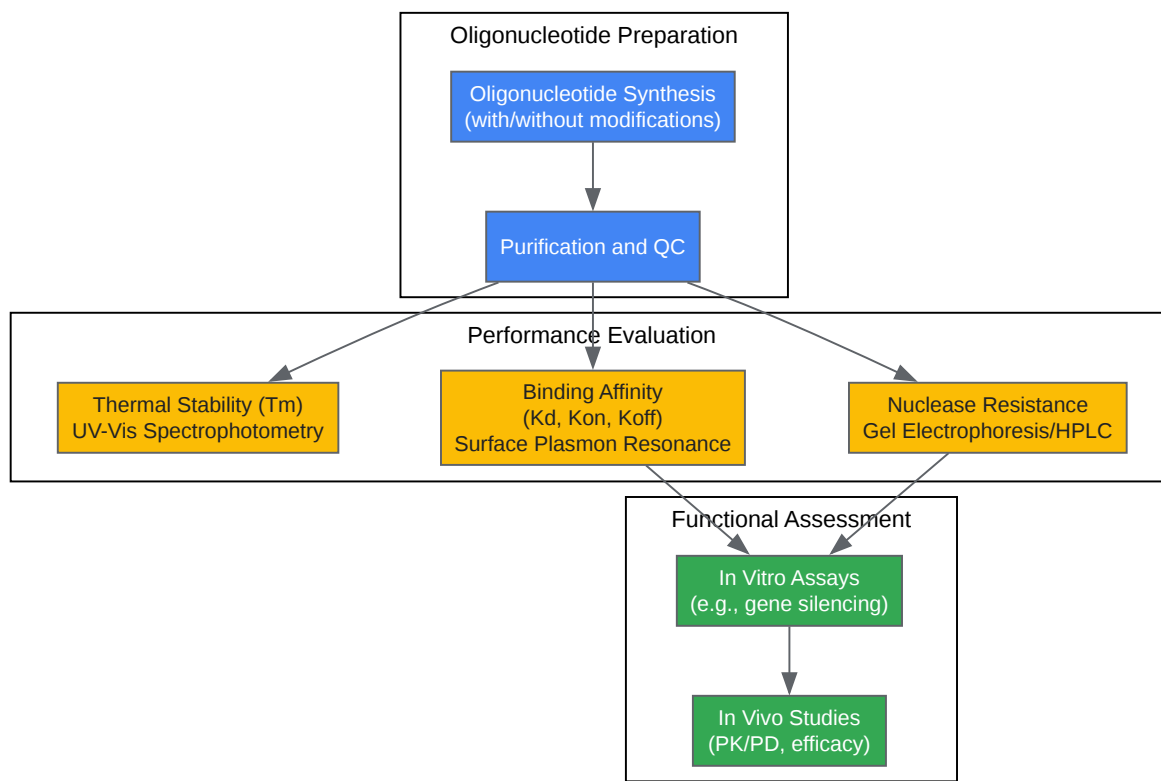 Oligonucleotide Preparation
Oligonucleotide Synthesis
(with/without modifications)
Purification and QC
Performance Evaluation
Thermal Stability (Tm)
UV-Vis Spectrophotometry
Binding Affinity
(Kd, Kon, Koff)
Surface Plasmon Resonance
Nuclease Resistance
Gel Electrophoresis/HPLC
Functional Assessment
In Vitro Assays
(e.g., gene silencing)
In Vivo Studies
(PK/PD, efficacy)